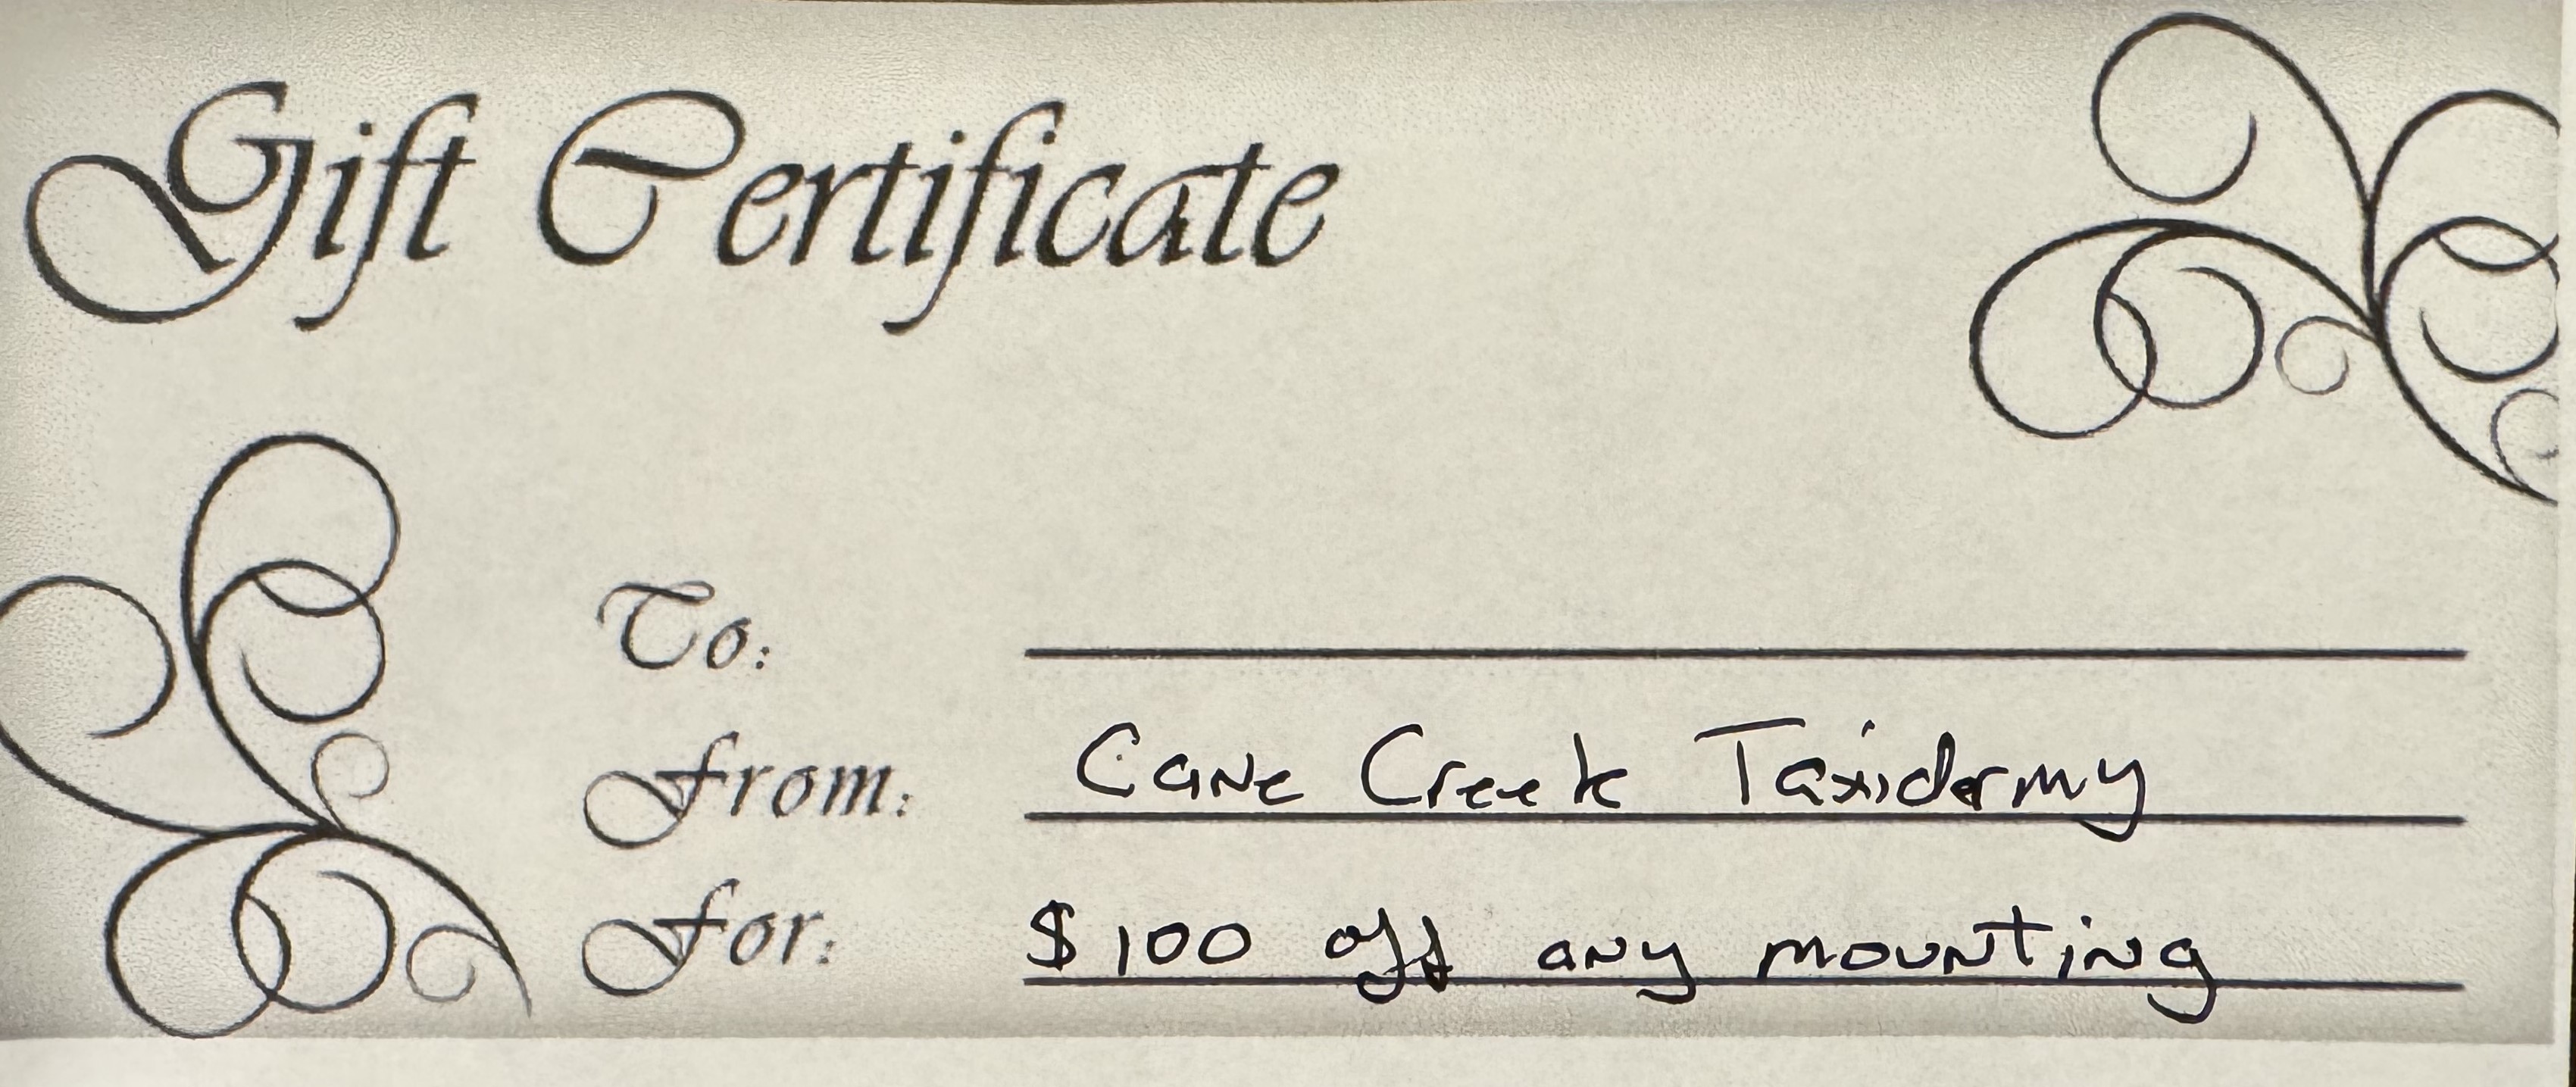 Gift Certificate
To:
From: Cane Creek Taxidermy
For: $100 off any mounting